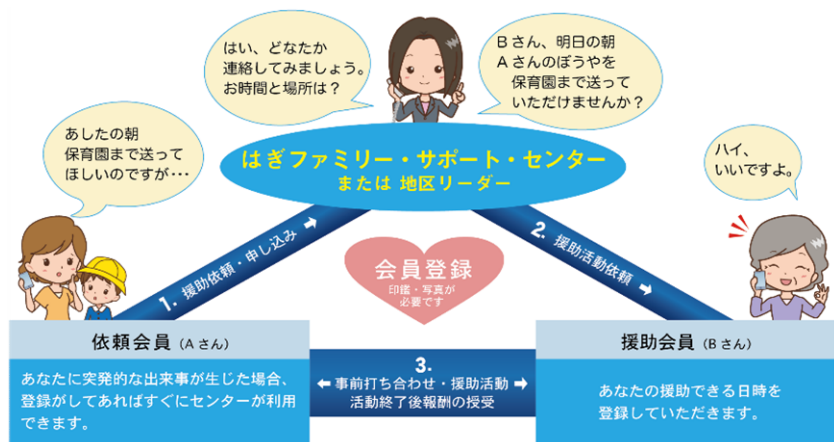 はい、どなたか
連絡してみましょう。
お時間と場所は？
Bさん、明日の朝
Aさんのぼうやを
保育園まで送って
いただけませんか？
あしたの朝
保育園まで送って
ほしいのですが･･･
はぎファミリー・サポート・センター
または 地区リーダー
ハイ、
いいですよ。
1. 援助依頼・申し込み →
2. 援助活動依頼 →
会員登録
印鑑・写真が
必要です
依頼会員（Aさん）
あなたに突発的な出来事が生じた場合、
登録がしてあればすぐにセンターが利用
できます。
3.
← 事前打ち合わせ・援助活動 →
活動終了後報酬の授受
援助会員（Bさん）
あなたの援助できる日時を
登録していただきます。